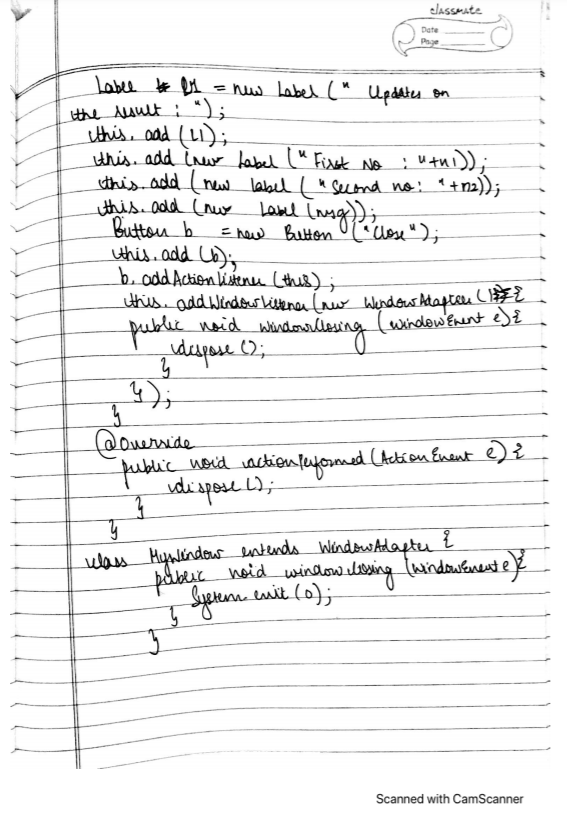 classmate
Date
Page
Label l1 = new Label (" Updates on
the result : ");
this. add (L1);
this. add (new Label (" First No : "+n1));
this. add (new label ( " Second no: "+n2));
this. add (new Label (msg));
Button b = new Button ("Close");
this. add (b);
b. addActionListener (this) ;
this. addWindowListener (new WindowAdapter () {
public void windowClosing (WindowEvent e) {
dispose ();
}
});
}
@Override
public void actionPerformed (ActionEvent e) {
dispose ();
}
}
class MyWindow extends WindowAdapter {
public void windowclosing (WindowEvent e) {
System. exit (0);
}
}
Scanned with CamScanner